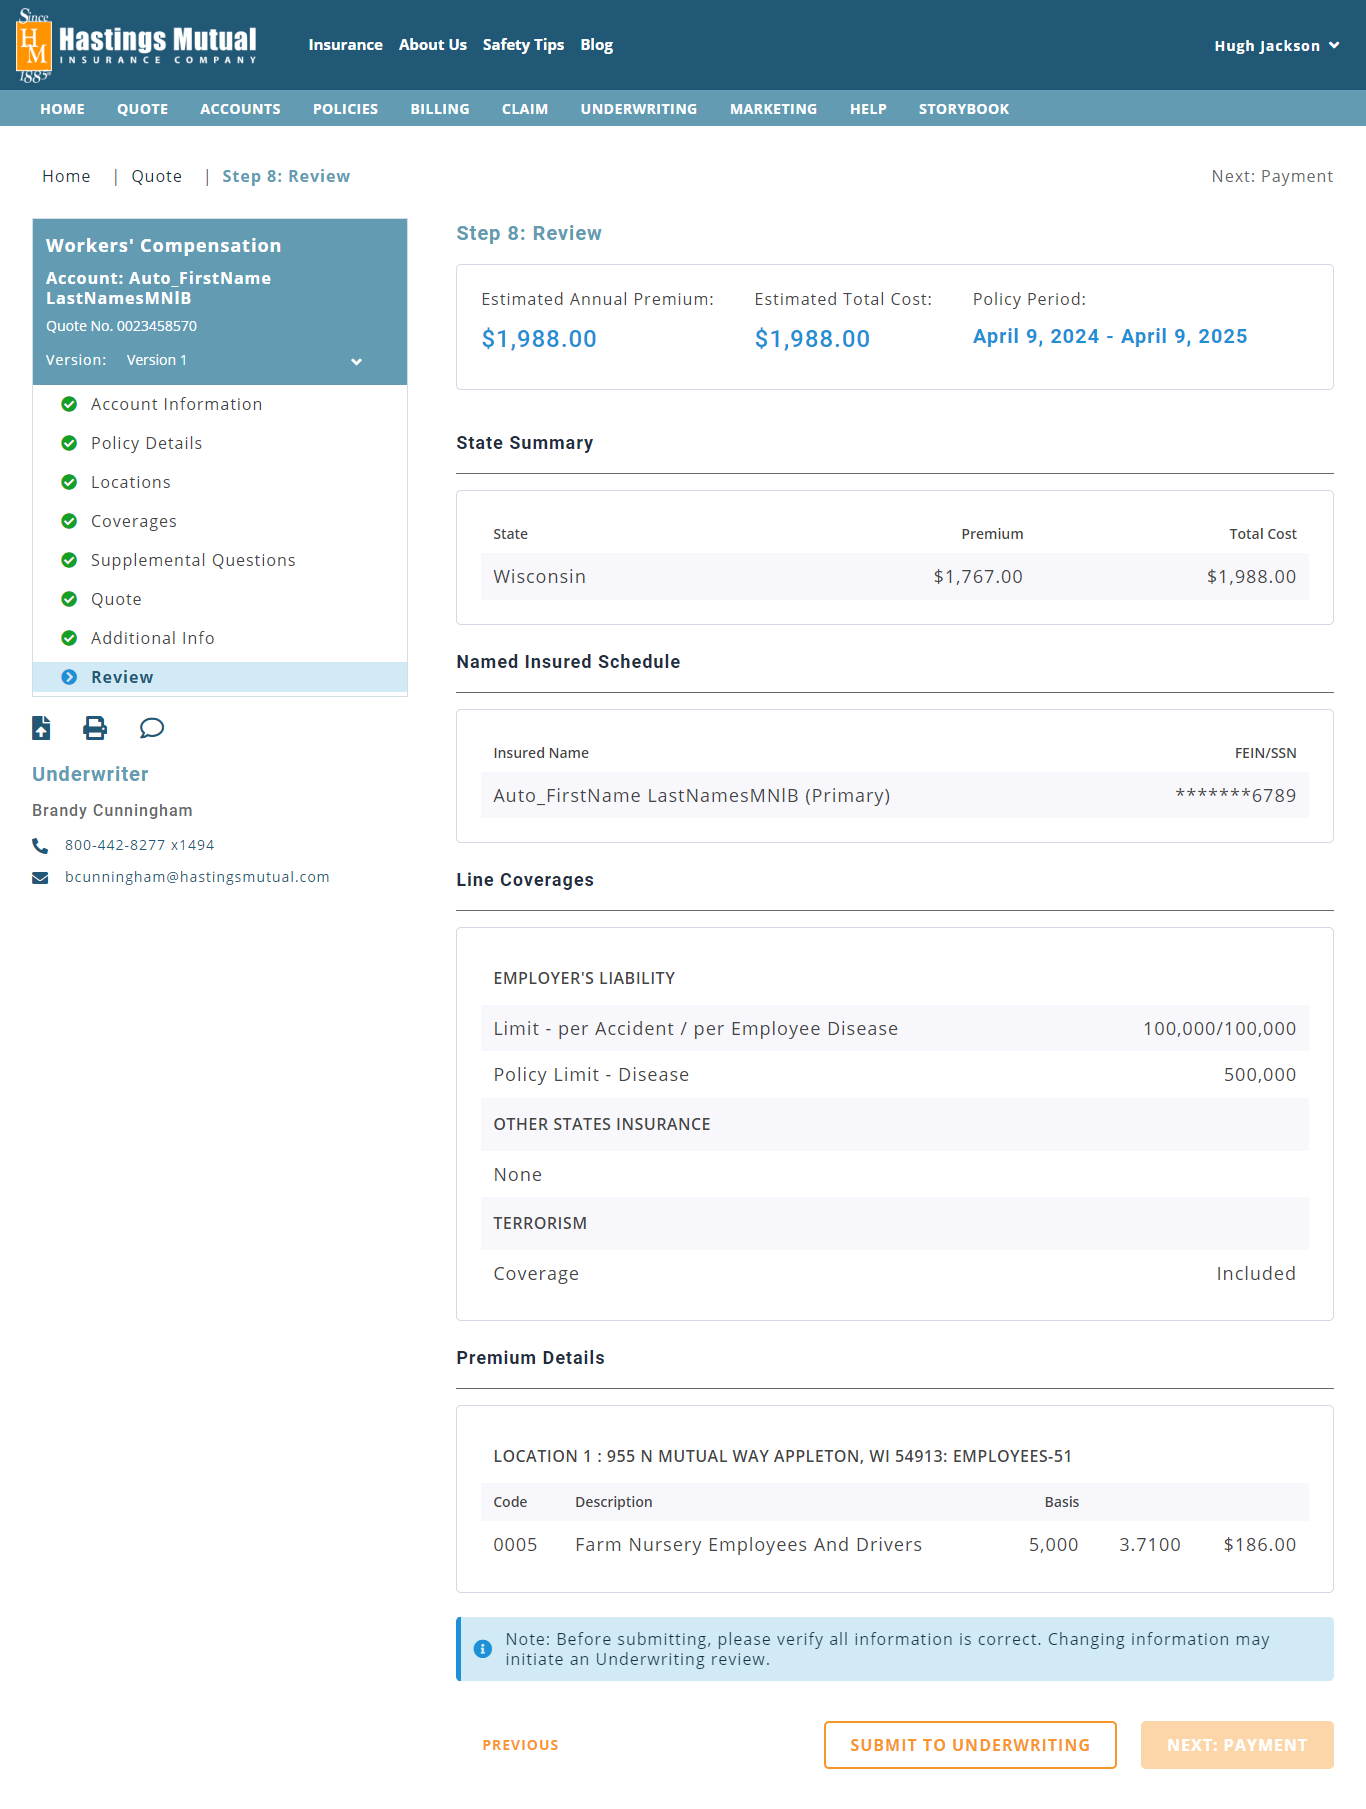 Since
HM
1885
Hastings Mutual
INSURANCE COMPANY
Insurance About Us Safety Tips Blog
Hugh Jackson
HOME QUOTE ACCOUNTS POLICIES BILLING CLAIM UNDERWRITING MARKETING HELP STORYBOOK
Home | Quote | Step 8: Review
Next: Payment
Workers' Compensation
Account: Auto_FirstName
LastNamesMNIB
Quote No. 0023458570
Version: Version 1
Account Information
Policy Details
Locations
Coverages
Supplemental Questions
Quote
Additional Info
Review
Underwriter
Brandy Cunningham
800-442-8277 x1494
bcunningham@hastingsmutual.com
Step 8: Review
Estimated Annual Premium: Estimated Total Cost: Policy Period:
$1,988.00 $1,988.00 April 9, 2024 - April 9, 2025
State Summary
State Premium Total Cost
Wisconsin $1,767.00 $1,988.00
Named Insured Schedule
Insured Name FEIN/SSN
Auto_FirstName LastNamesMNIB (Primary) *******6789
Line Coverages
EMPLOYER'S LIABILITY
Limit - per Accident / per Employee Disease 100,000/100,000
Policy Limit - Disease 500,000
OTHER STATES INSURANCE
None
TERRORISM
Coverage Included
Premium Details
LOCATION 1 : 955 N MUTUAL WAY APPLETON, WI 54913: EMPLOYEES-51
Code Description Basis
0005 Farm Nursery Employees And Drivers 5,000 3.7100 $186.00
Note: Before submitting, please verify all information is correct. Changing information may
initiate an Underwriting review.
PREVIOUS SUBMIT TO UNDERWRITING NEXT: PAYMENT